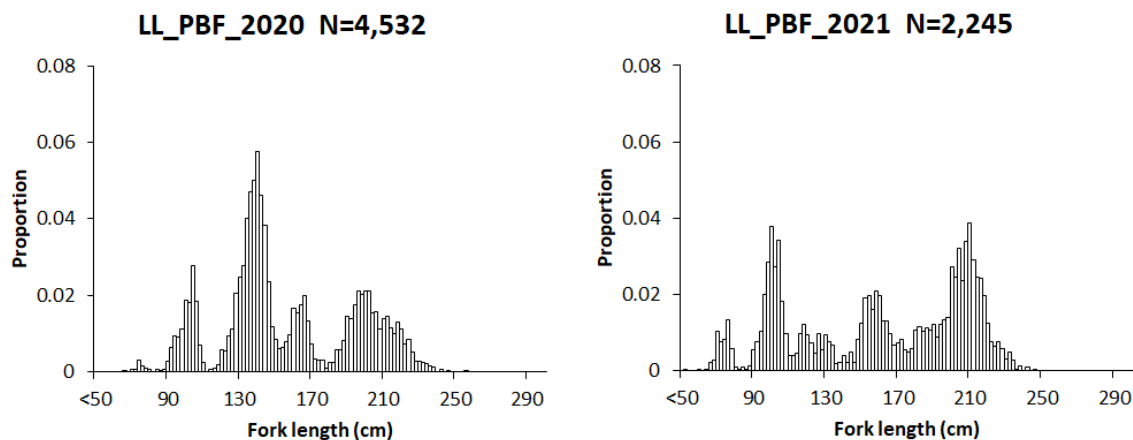 LL_PBF_2020 N=4,532
0.08
0.06
0.04
0.02
0
Proportion
<50 90 130 170 210 250 290
Fork length (cm)
LL_PBF_2021 N=2,245
0.08
0.06
0.04
0.02
0
Proportion
<50 90 130 170 210 250 290
Fork length (cm)